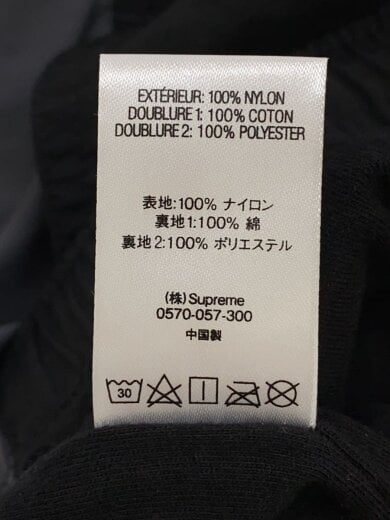 EXTÉRIEUR: 100% NYLON
DOUBLURE 1: 100% COTON
DOUBLURE 2: 100% POLYESTER
表地:100% ナイロン
裏地1:100% 綿
裏地2:100% ポリエステル
(株) Supreme
0570-057-300
中国製
30